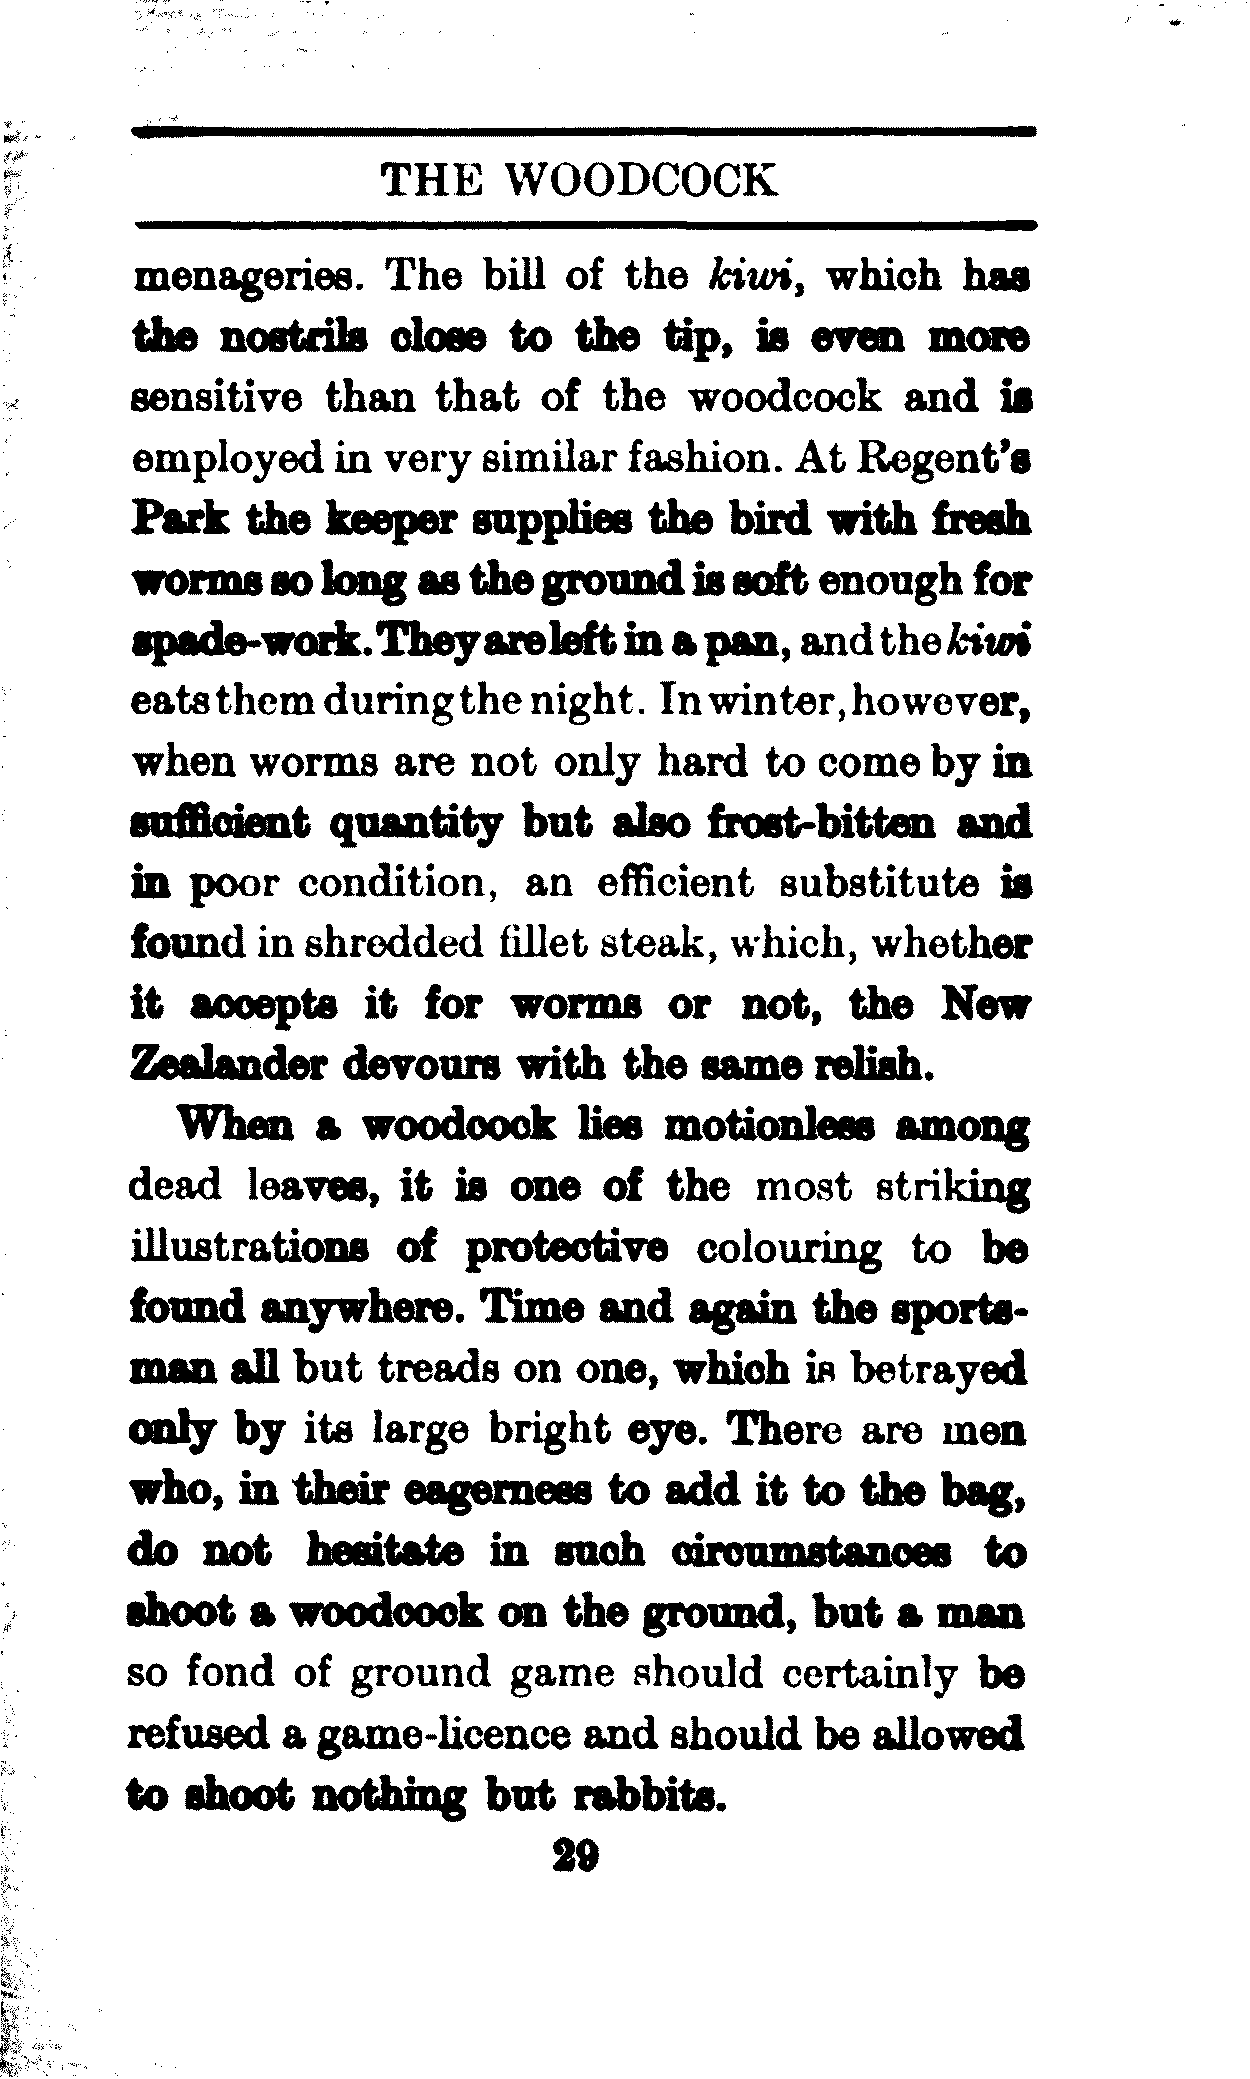 THE WOODCOCK
menageries. The bill of the kiwi, which has
the nostrils close to the tip, is even more
sensitive than that of the woodcock and is
employed in very similar fashion. At Regent's
Park the keeper supplies the bird with fresh
worms so long as the ground is soft enough for
spade-work. They are left in a pan, and the kiwi
eats them during the night. In winter, however,
when worms are not only hard to come by in
sufficient quantity but also frost-bitten and
in poor condition, an efficient substitute is
found in shredded fillet steak, which, whether
it accepts it for worms or not, the New
Zealander devours with the same relish.
When a woodcock lies motionless among
dead leaves, it is one of the most striking
illustrations of protective colouring to be
found anywhere. Time and again the sports-
man all but treads on one, which is betrayed
only by its large bright eye. There are men
who, in their eagerness to add it to the bag,
do not hesitate in such circumstances to
shoot a woodcock on the ground, but a man
so fond of ground game should certainly be
refused a game-licence and should be allowed
to shoot nothing but rabbits.
29